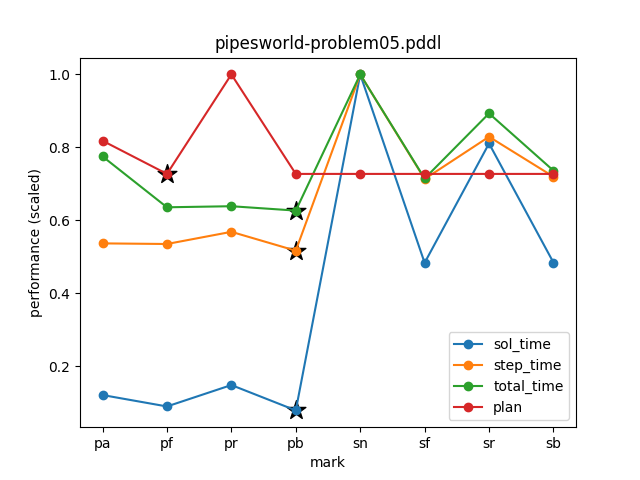 pipesworld-problem05.pddl
1.0
0.8
0.6
0.4
0.2
performance (scaled)
pa pf pr pb sn sf sr sb
mark
sol_time
step_time
total_time
plan